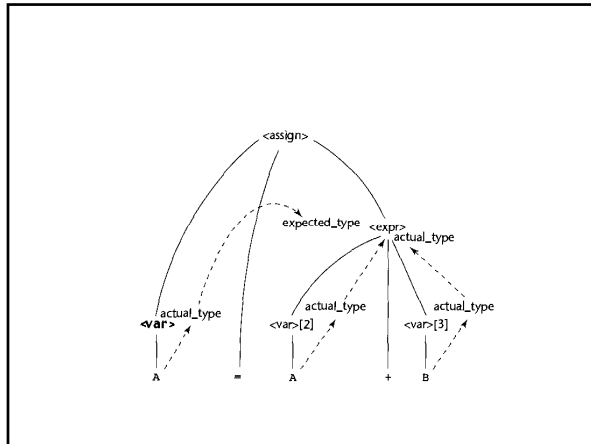 <assign>
expected_type <expr>
actual_type
actual_type actual_type actual_type
<var> <var>[2] <var>[3]
A = A + B